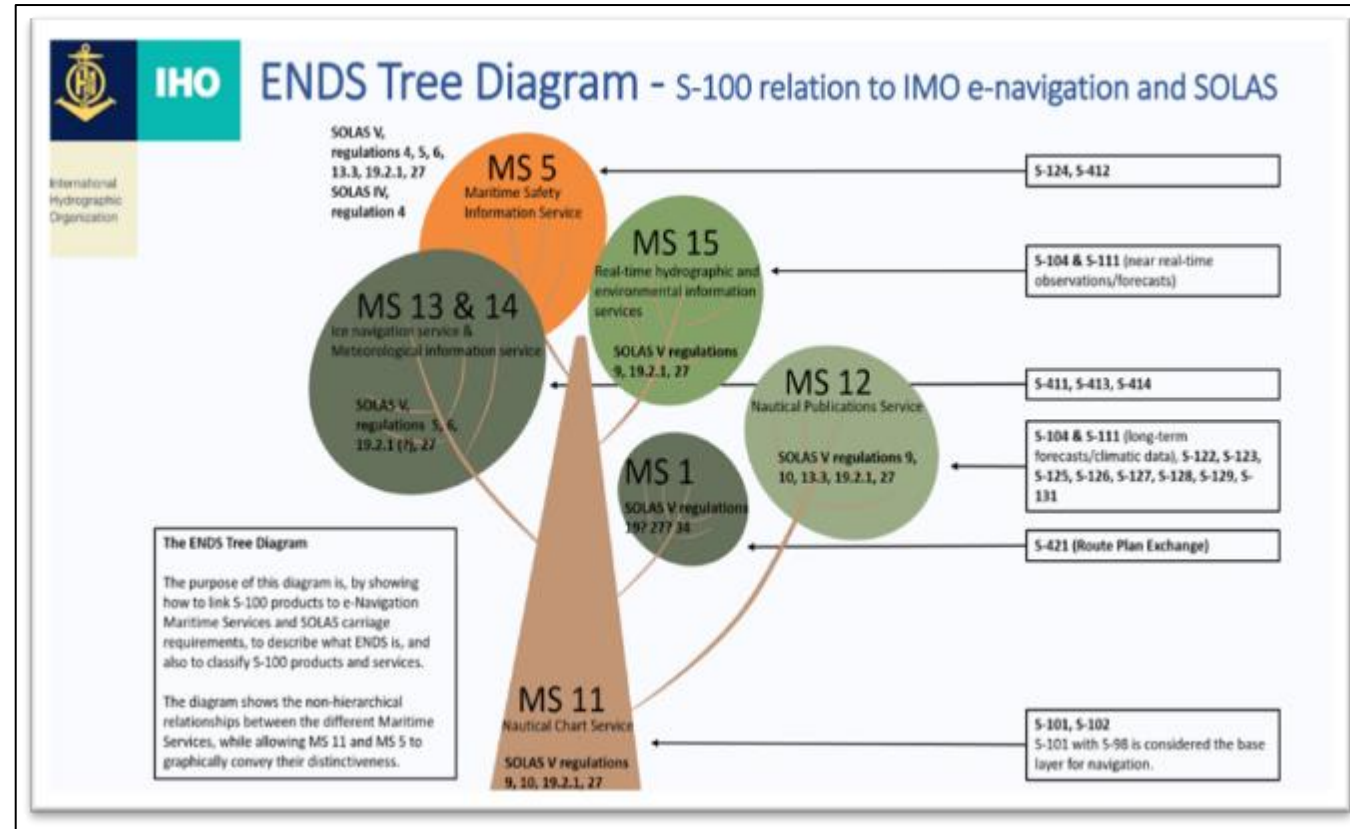 IHO
International
Hydrographic
Organization
ENDS Tree Diagram - S-100 relation to IMO e-navigation and SOLAS
SOLAS V,
regulations 4, 5, 6,
13.3, 19.2.1, 27
SOLAS IV,
regulation 4
MS 5
Maritime Safety
Information Service
MS 15
Real-time hydrographic and
environmental information
services
SOLAS V regulations
9, 19.2.1, 27
MS 13 & 14
Ice navigation service &
Meteorological information service
SOLAS V,
regulations 5, 6,
19.2.1 (?), 27
MS 12
Nautical Publications Service
SOLAS V regulations 9,
10, 13.3, 19.2.1, 27
MS 1
SOLAS V regulations
19? 27? 34
MS 11
Nautical Chart Service
SOLAS V regulations
9, 10, 19.2.1, 27
S-124, S-412
S-104 & S-111 (near real-time
observations/forecasts)
S-411, S-413, S-414
S-104 & S-111 (long-term
forecasts/climatic data), S-122, S-123,
S-125, S-126, S-127, S-128, S-129, S-
131
S-421 (Route Plan Exchange)
S-101, S-102
S-101 with S-98 is considered the base
layer for navigation.
The ENDS Tree Diagram
The purpose of this diagram is, by showing
how to link S-100 products to e-Navigation
Maritime Services and SOLAS carriage
requirements, to describe what ENDS is, and
also to classify S-100 products and services.
The diagram shows the non-hierarchical
relationships between the different Maritime
Services, while allowing MS 11 and MS 5 to
graphically convey their distinctiveness.